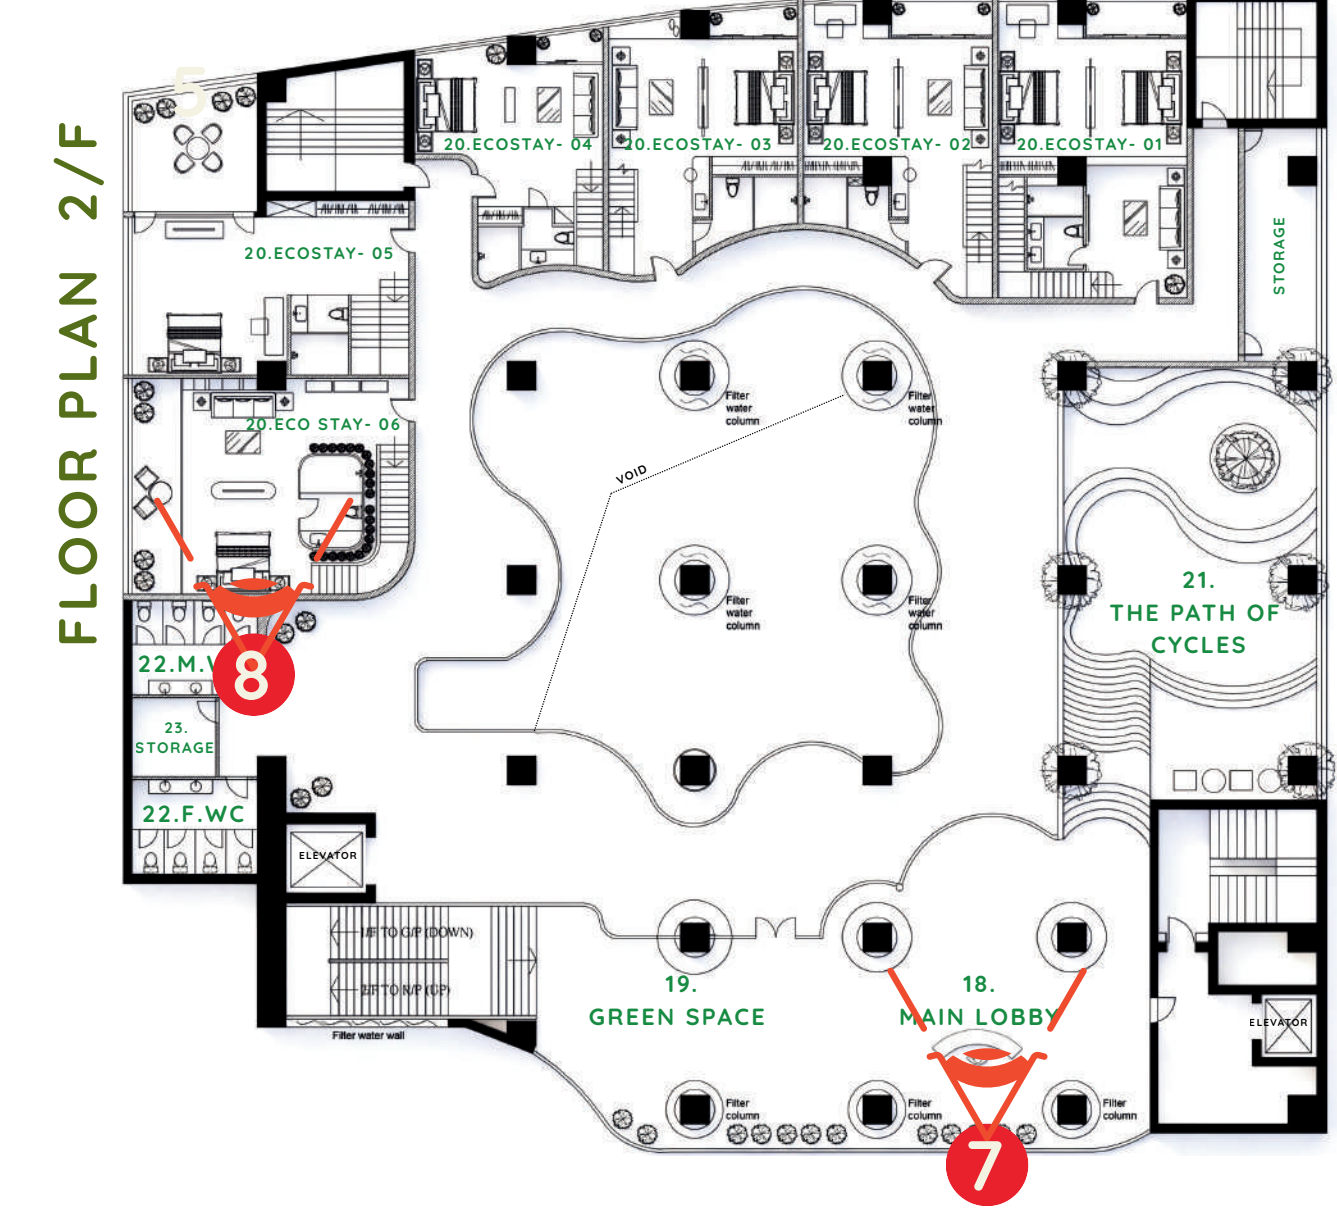 5
FLOOR PLAN 2/F
20.ECOSTAY- 04
20.ECOSTAY- 03
20.ECOSTAY- 02
20.ECOSTAY- 01
20.ECOSTAY- 05
STORAGE
20.ECO STAY- 06
Filter
water
column
Filter
water
column
VOID
21.
THE PATH OF
CYCLES
Filter
water
column
Filter
water
column
22.M.
8
23.
STORAGE
22.F.WC
ELEVATOR
1/F TO G/P (DOWN)
2/F TO R/P (UP)
Filter water wall
19.
GREEN SPACE
18.
MAIN LOBBY
ELEVATOR
Filter
column
Filter
column
Filter
column
7